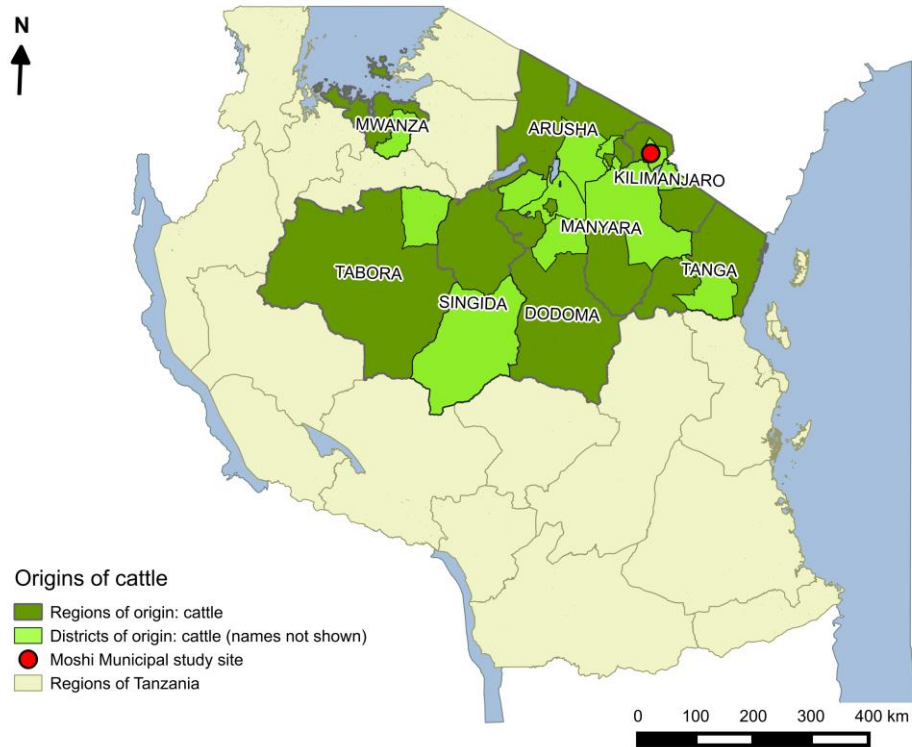 N
MWANZA
ARUSHA
KILIMANJARO
MANYARA
TABORA
TANGA
SINGIDA
DODOMA
Origins of cattle
Regions of origin: cattle
Districts of origin: cattle (names not shown)
Moshi Municipal study site
Regions of Tanzania
0 100 200 300 400 km